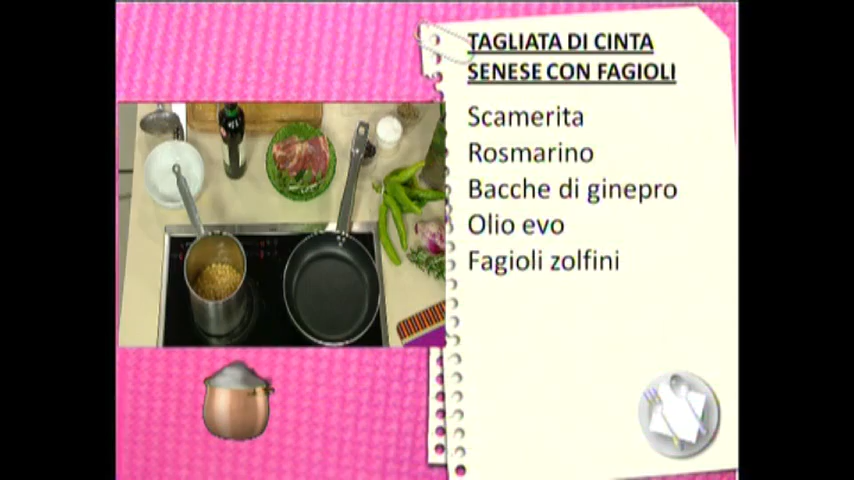 TAGLIATA DI CINTA
SENESE CON FAGIOLI
Scamerita
Rosmarino
Bacche di ginepro
Olio evo
Fagioli zolfini